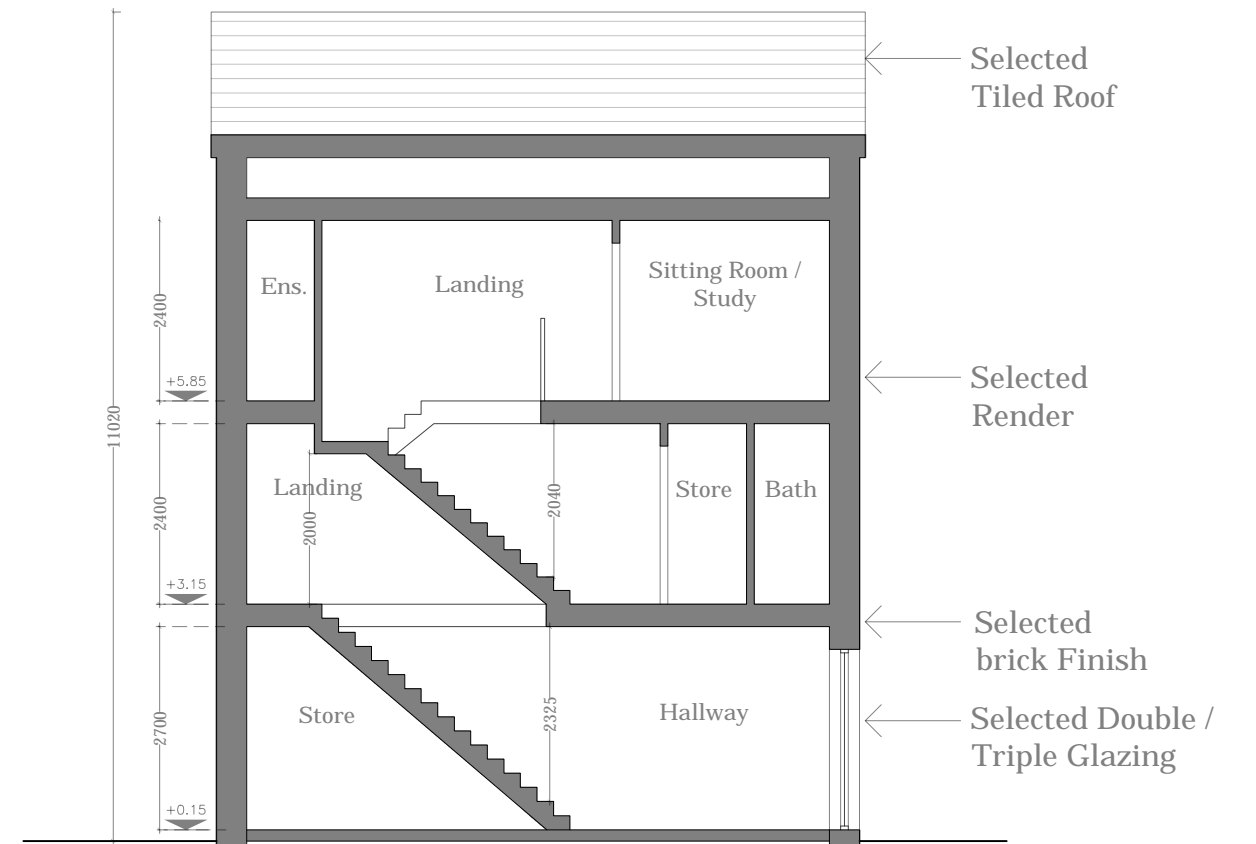 Selected
Tiled Roof
11020
2400
Ens.
Landing
Sitting Room /
Study
+5.85
Selected
Render
2400
Landing
2000
2040
Store
Bath
+3.15
Selected
brick Finish
2700
Store
2325
Hallway
Selected Double /
Triple Glazing
+0.15